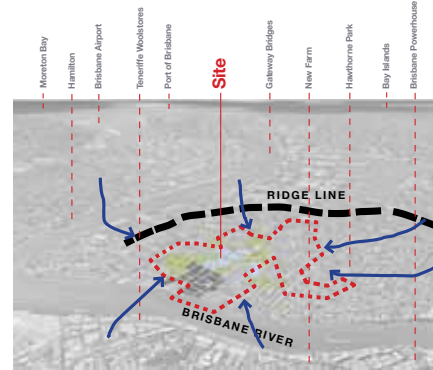 Moreton Bay
Hamilton
Brisbane Airport
Teneriffe Woolstores
Port of Brisbane
Site
Gateway Bridges
New Farm
Hawthorne Park
Bay Islands
Brisbane Powerhouse
RIDGE LINE
BRISBANE RIVER